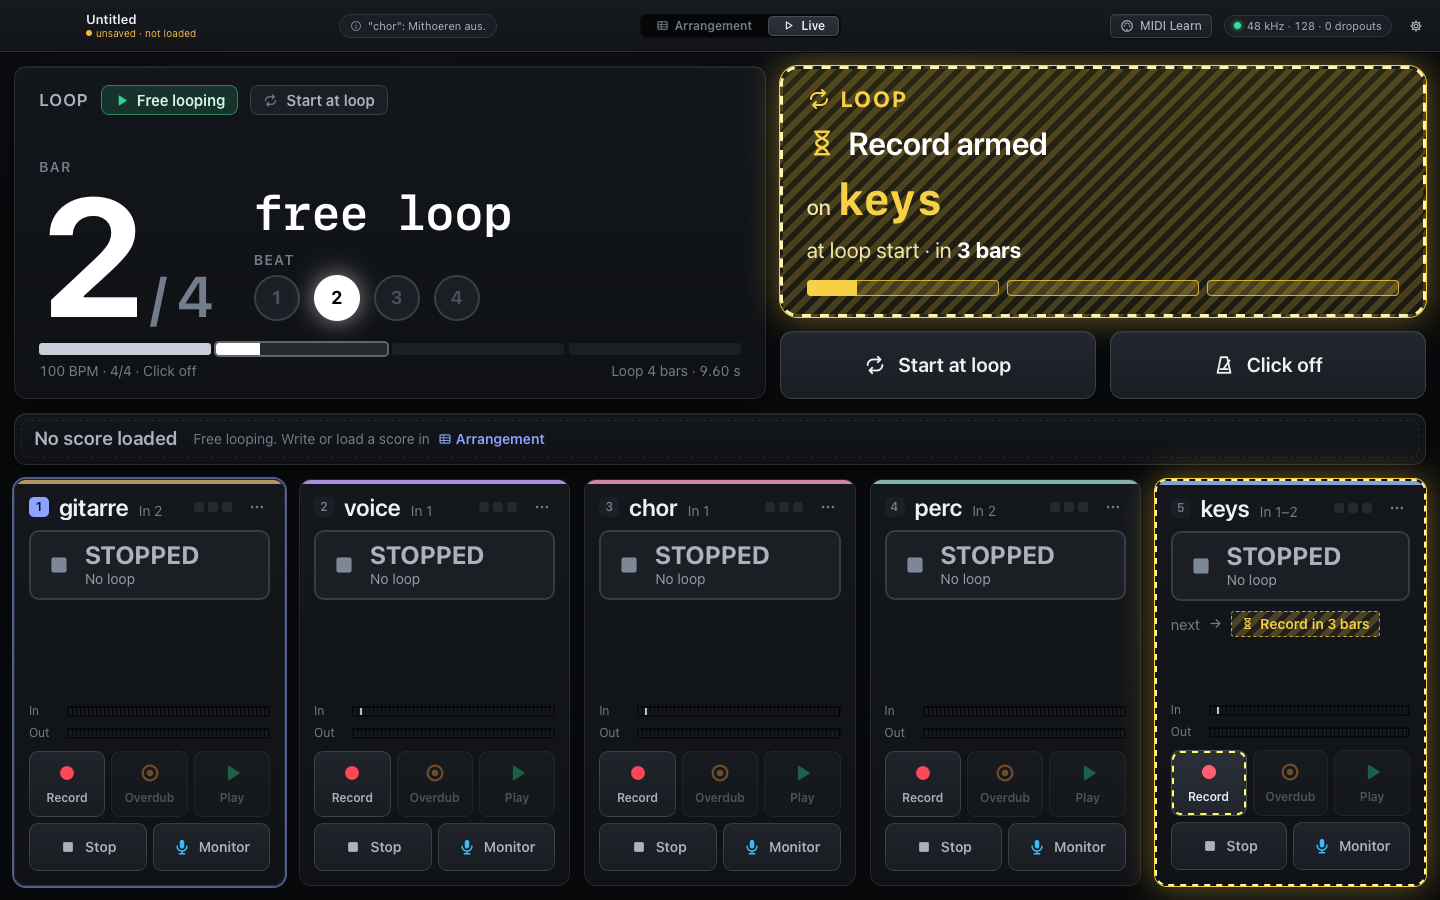 Untitled
unsaved · not loaded
"chor": Mithoeren aus.
Arrangement
Live
MIDI Learn
48 kHz · 128 · 0 dropouts
LOOP
Free looping
Start at loop
BAR
2 / 4
free loop
BEAT
1 2 3 4
100 BPM · 4/4 · Click off
Loop 4 bars · 9.60 s
LOOP
Record armed
on keys
at loop start · in 3 bars
Start at loop
Click off
No score loaded
Free looping. Write or load a score in Arrangement
1 gitarre In 2
STOPPED
No loop
In
Out
Record
Overdub
Play
Stop
Monitor
2 voice In 1
STOPPED
No loop
In
Out
Record
Overdub
Play
Stop
Monitor
3 chor In 1
STOPPED
No loop
In
Out
Record
Overdub
Play
Stop
Monitor
4 perc In 2
STOPPED
No loop
In
Out
Record
Overdub
Play
Stop
Monitor
5 keys In 1–2
STOPPED
No loop
next → Record in 3 bars
In
Out
Record
Overdub
Play
Stop
Monitor